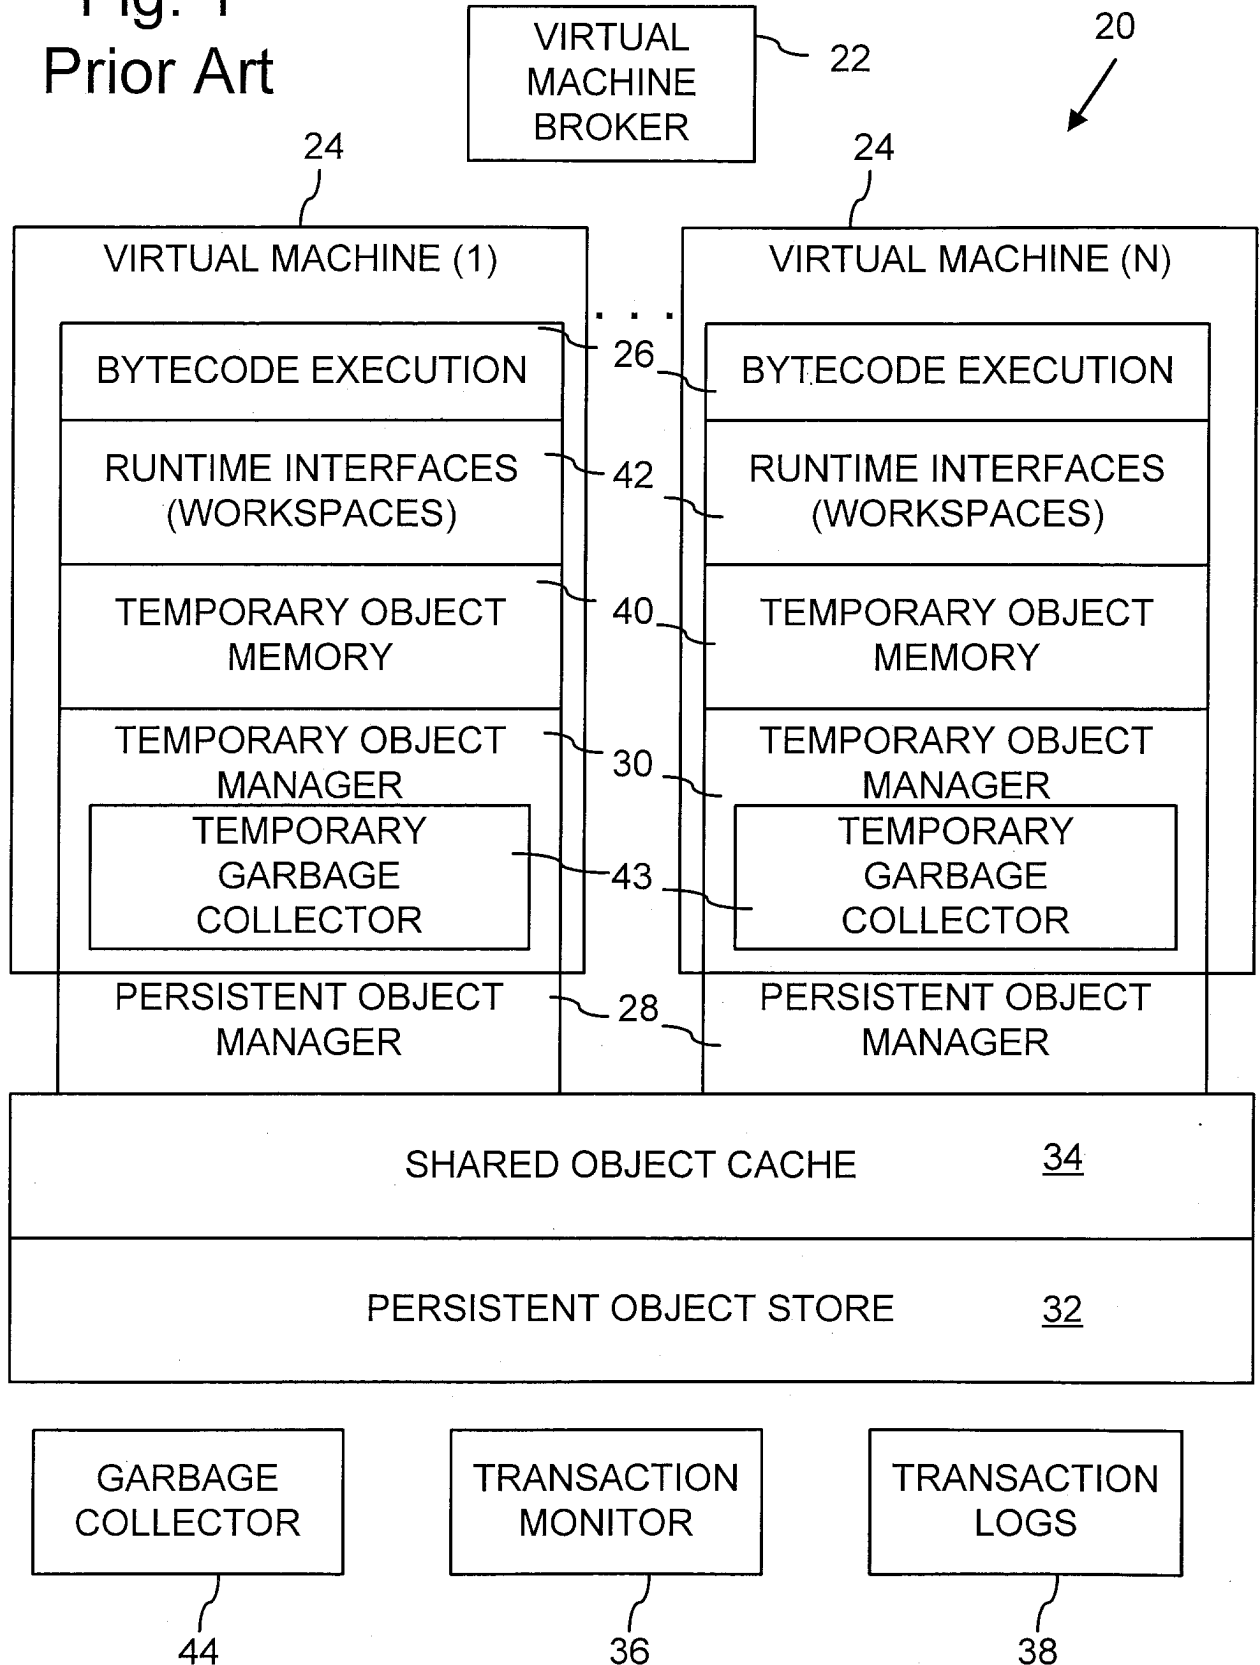 Fig. 1
Prior Art
VIRTUAL
MACHINE
BROKER
22
20
24
24
VIRTUAL MACHINE (1)
VIRTUAL MACHINE (N)
. . .
BYTECODE EXECUTION
26
BYTECODE EXECUTION
RUNTIME INTERFACES
(WORKSPACES)
42
RUNTIME INTERFACES
(WORKSPACES)
TEMPORARY OBJECT
MEMORY
40
TEMPORARY OBJECT
MEMORY
TEMPORARY OBJECT
MANAGER
30
TEMPORARY OBJECT
MANAGER
TEMPORARY
GARBAGE
COLLECTOR
43
TEMPORARY
GARBAGE
COLLECTOR
PERSISTENT OBJECT
MANAGER
28
PERSISTENT OBJECT
MANAGER
SHARED OBJECT CACHE
34
PERSISTENT OBJECT STORE
32
GARBAGE
COLLECTOR
TRANSACTION
MONITOR
TRANSACTION
LOGS
44
36
38